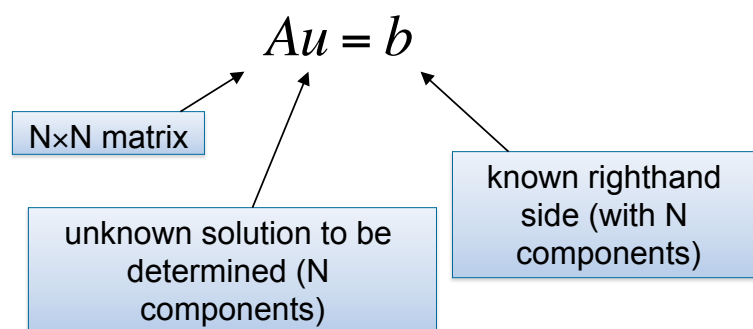 Au = b
N×N matrix
known righthand
side (with N
components)
unknown solution to be
determined (N
components)